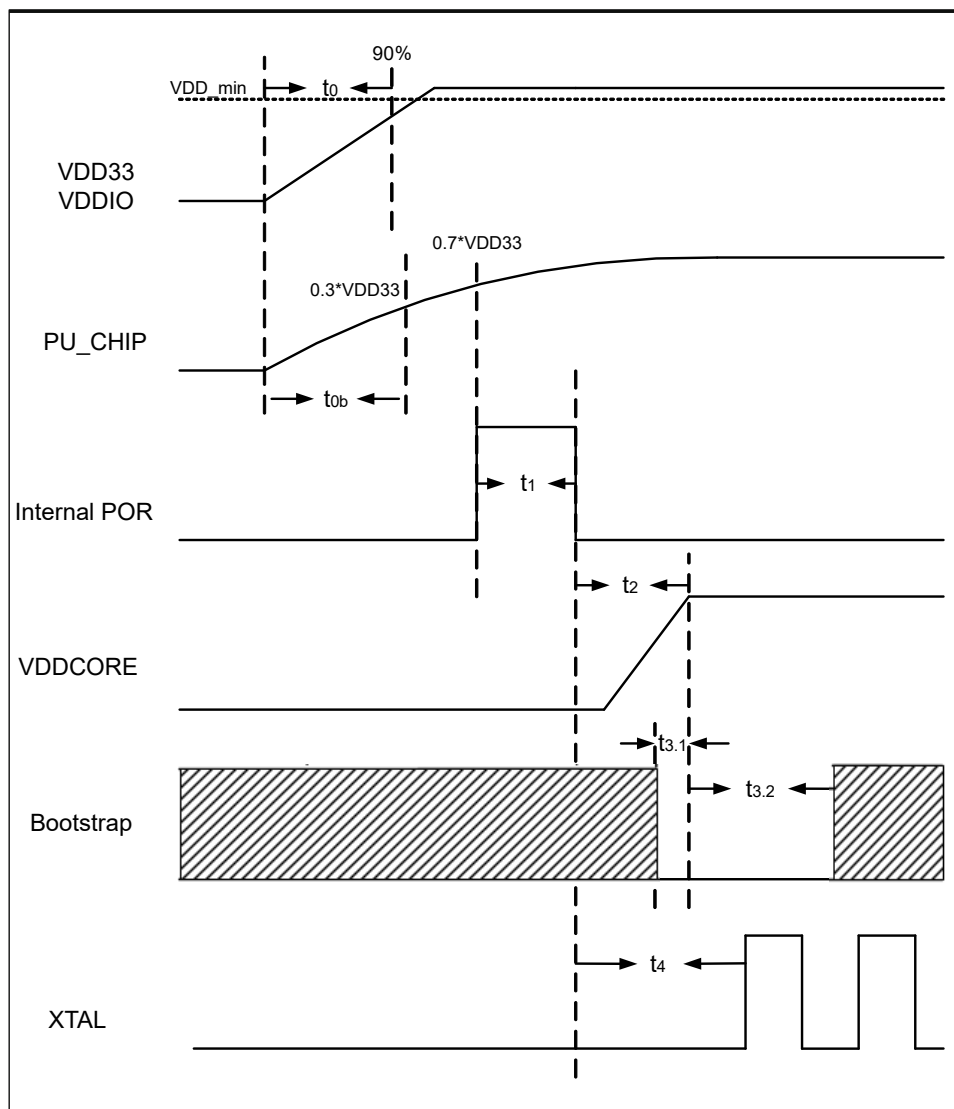 90%
VDD_min
t0
VDD33
VDDIO
0.7*VDD33
0.3*VDD33
PU_CHIP
t0b
t1
Internal POR
t2
VDDCORE
t3.1
t3.2
Bootstrap
t4
XTAL